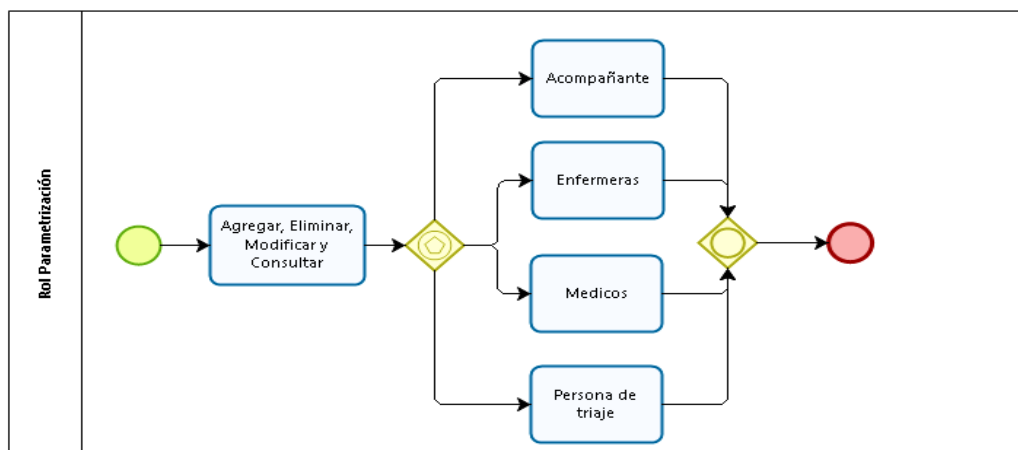 Rol Parametrización
Agregar, Eliminar,
Modificar y
Consultar
Acompañante
Enfermeras
Medicos
Persona de
triaje